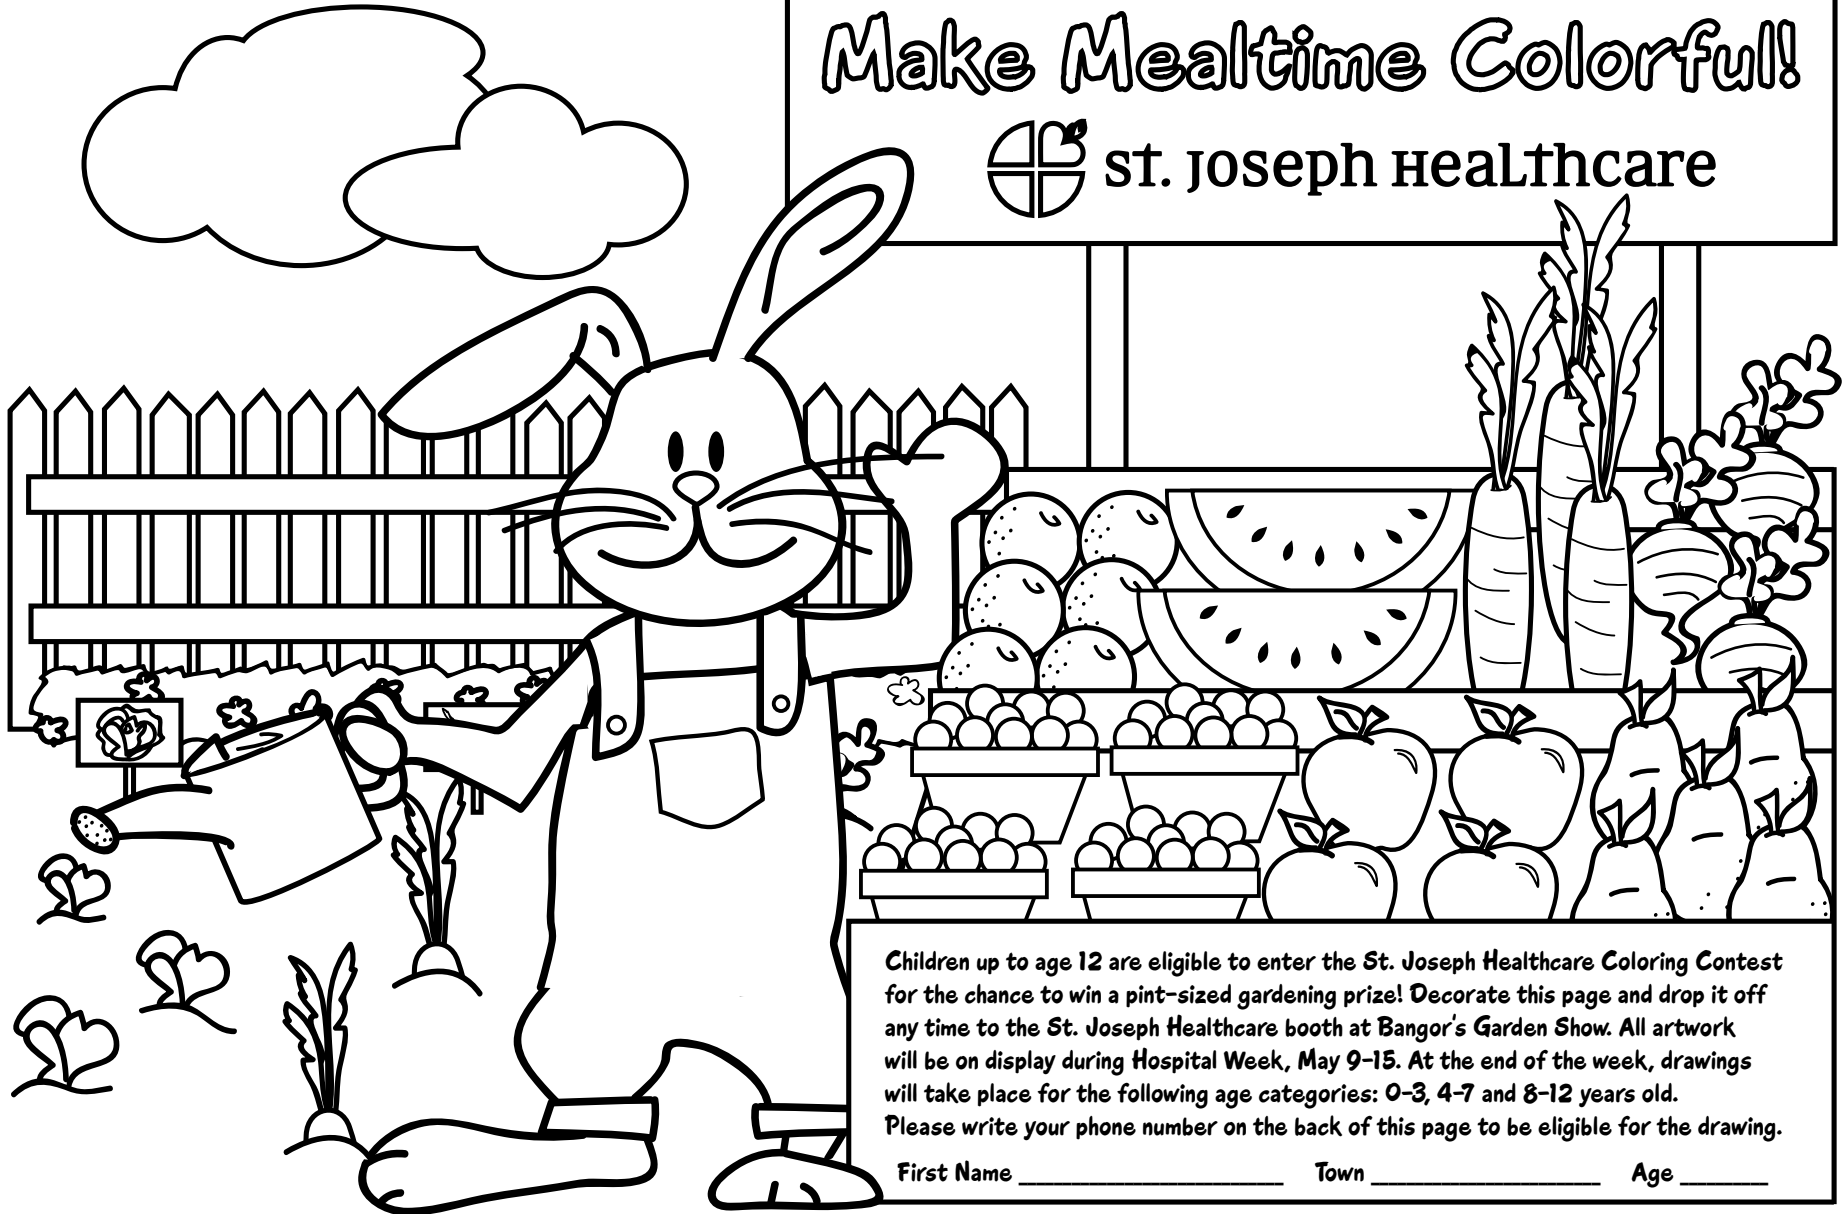 Make Mealtime Colorful!
St. Joseph Healthcare
Children up to age 12 are eligible to enter the St. Joseph Healthcare Coloring Contest
for the chance to win a pint-sized gardening prize! Decorate this page and drop it off
any time to the St. Joseph Healthcare booth at Bangor's Garden Show. All artwork
will be on display during Hospital Week, May 9-15. At the end of the week, drawings
will take place for the following age categories: 0-3, 4-7 and 8-12 years old.
Please write your phone number on the back of this page to be eligible for the drawing.
First Name ____________________ Town __________________ Age _______